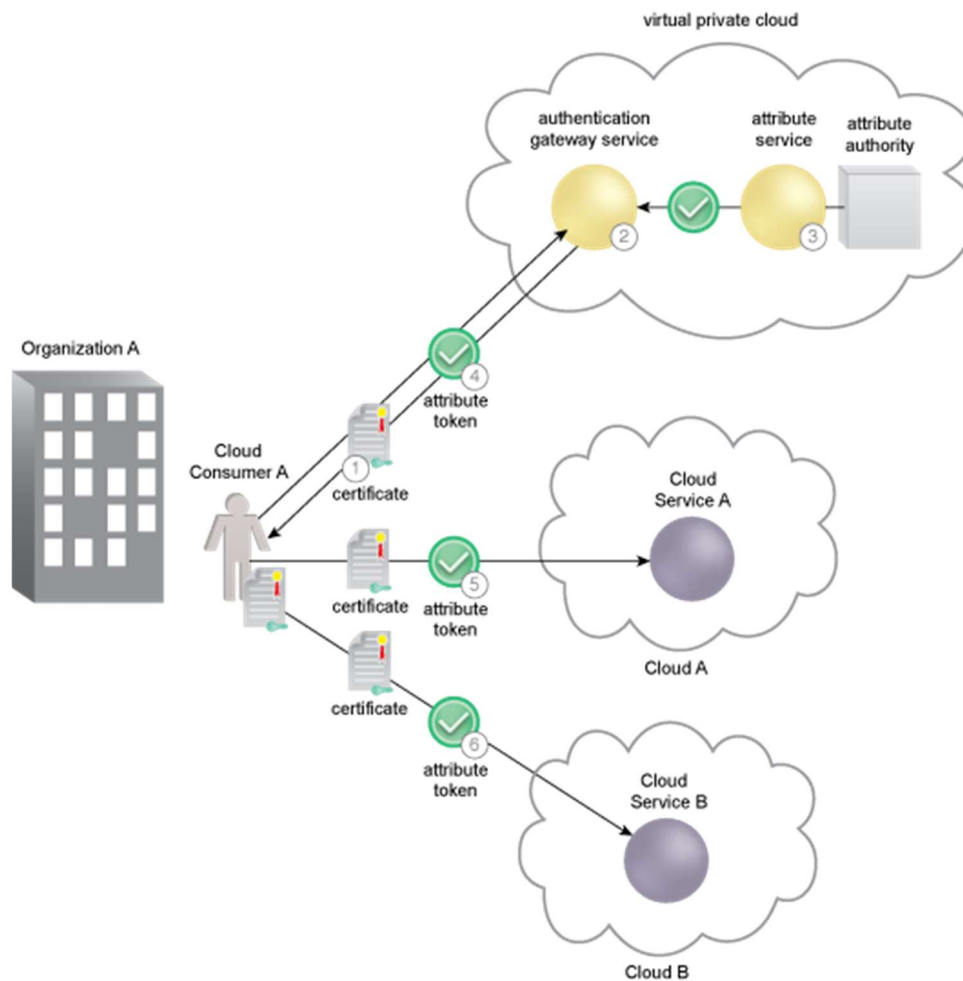 virtual private cloud
authentication
gateway service
attribute
service
attribute
authority
2
3
Organization A
4
attribute
token
Cloud
Consumer A
1
certificate
Cloud
Service A
5
certificate
attribute
token
Cloud A
certificate
6
attribute
token
Cloud
Service B
Cloud B